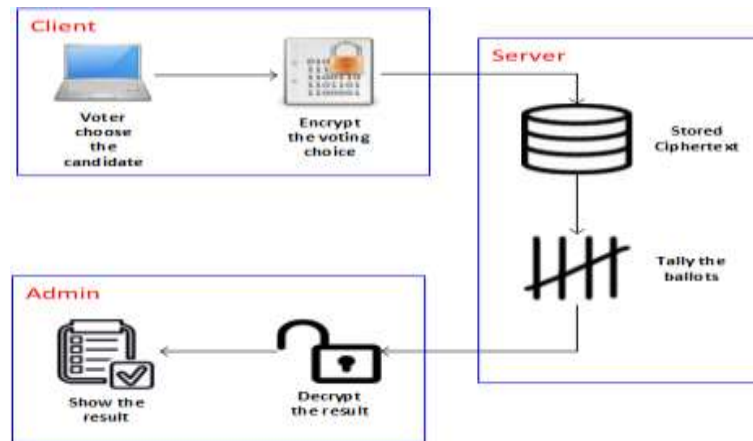 Client
Voter
choose
the
candidate
Encrypt
the voting
choice
Server
Stored
Ciphertext
Tally the
ballots
Admin
Decrypt
the result
Show the
result